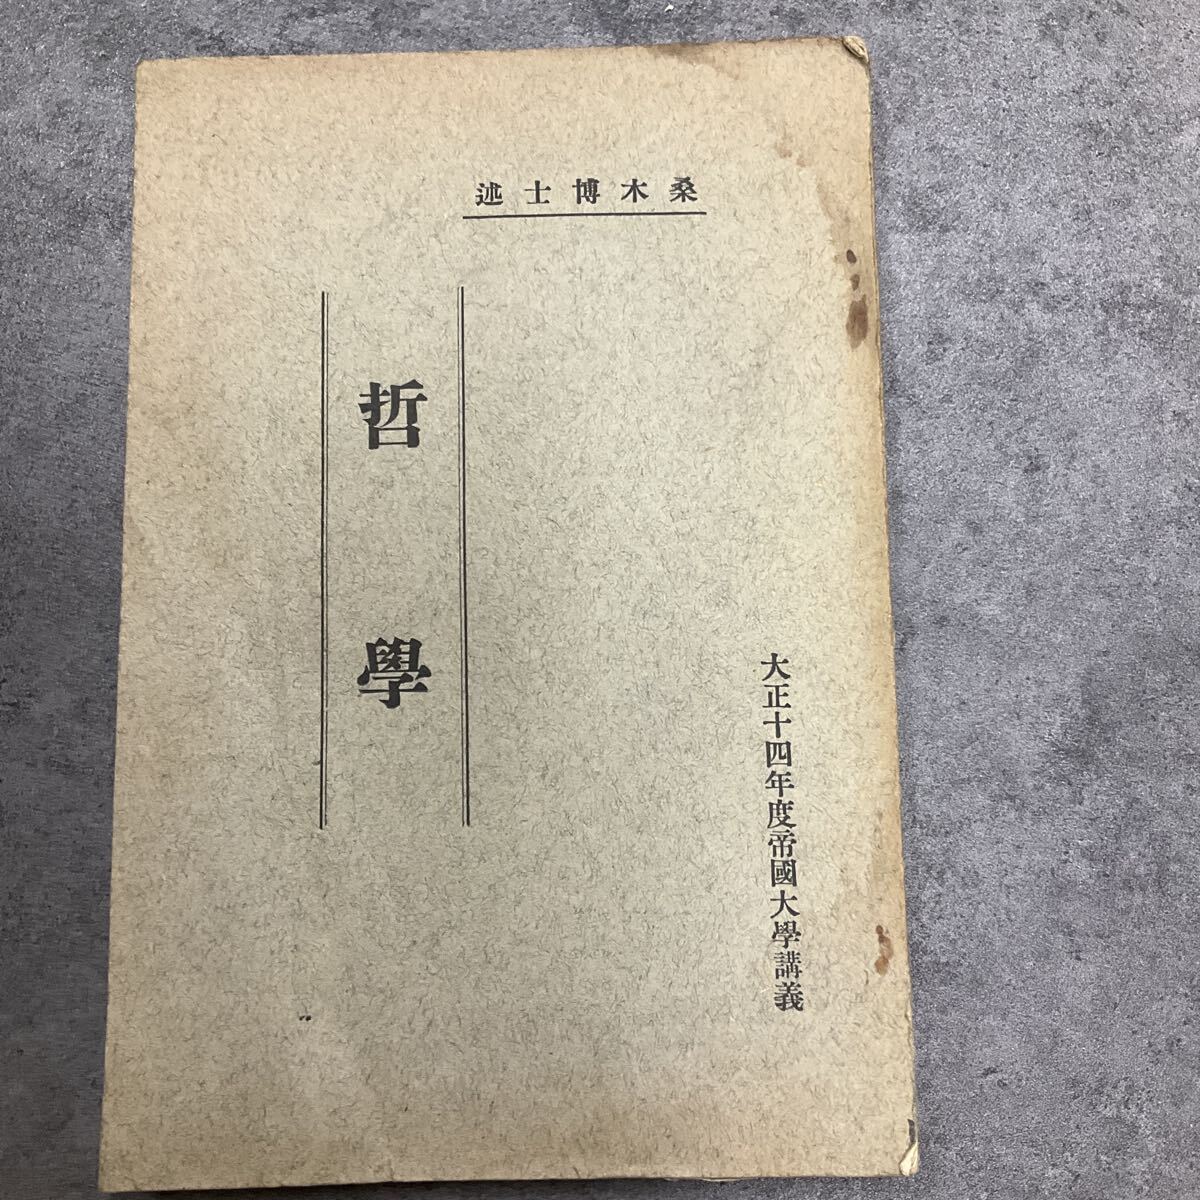 桑木博士述
哲學
大正十四年度帝國大學講義